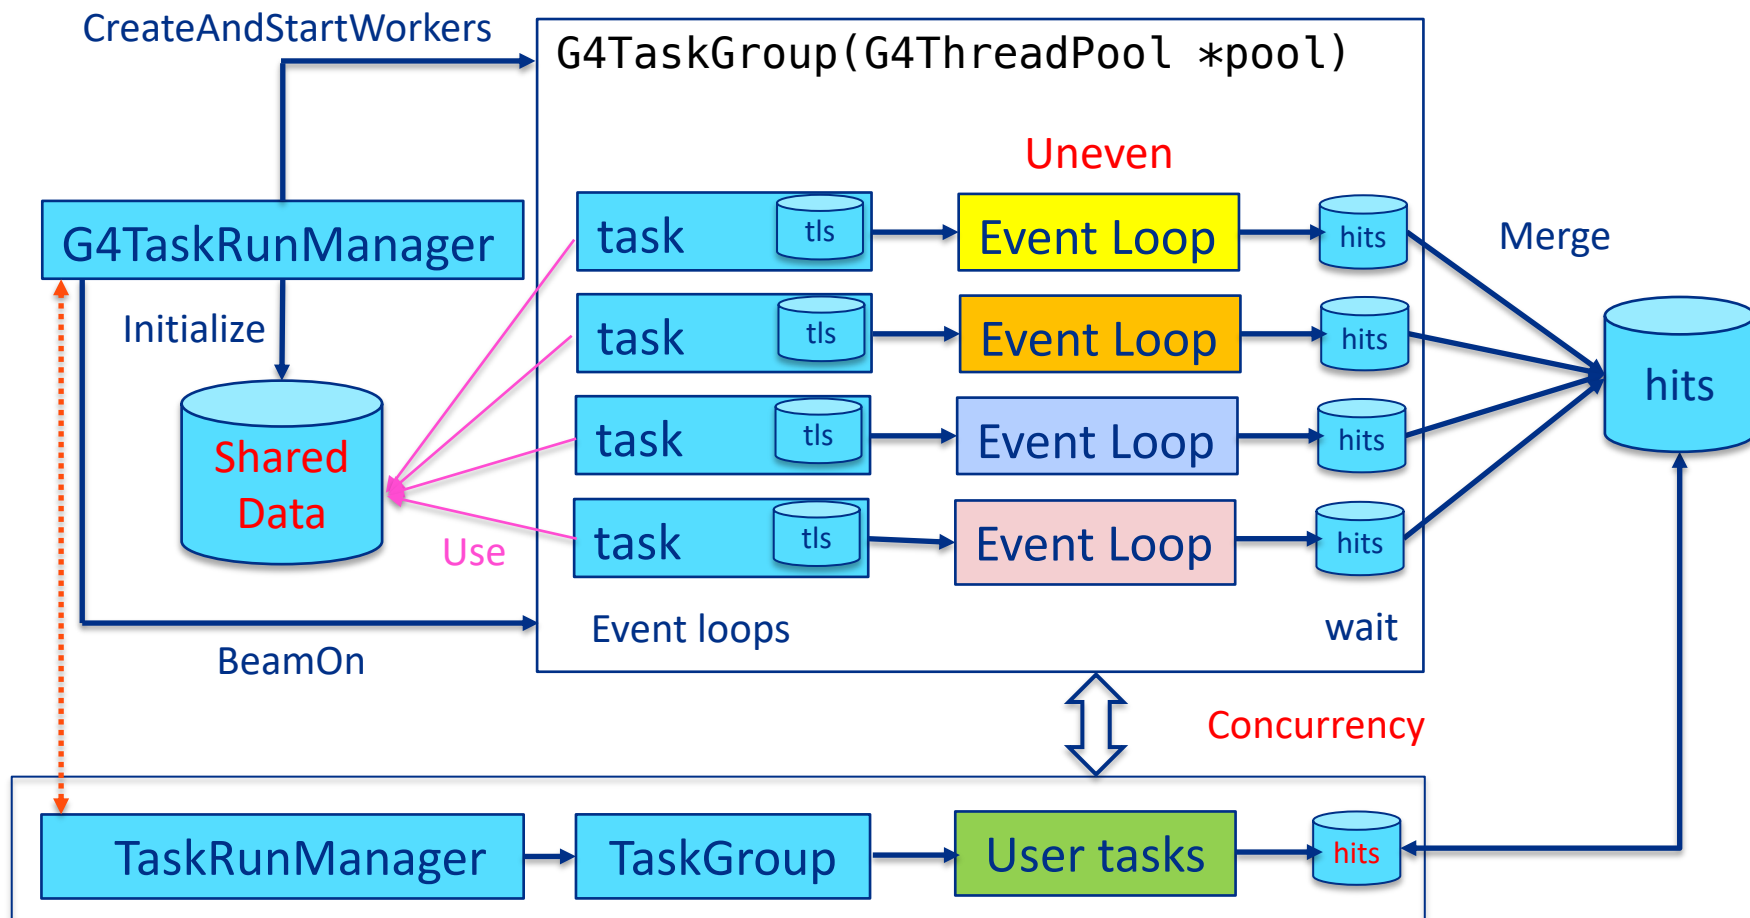 CreateAndStartWorkers
G4TaskGroup(G4ThreadPool *pool)
Uneven
G4TaskRunManager
task
tls
Event Loop
hits
Merge
Initialize
task
tls
Event Loop
hits
hits
Shared
Data
task
tls
Event Loop
hits
Use
task
tls
Event Loop
hits
BeamOn
Event loops
wait
Concurrency
TaskRunManager
TaskGroup
User tasks
hits